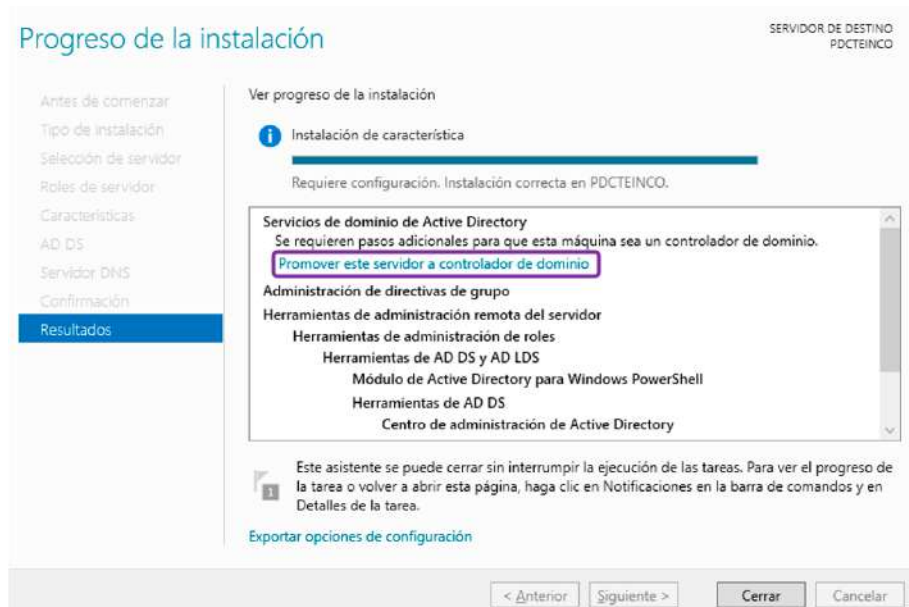 Progreso de la instalación
SERVIDOR DE DESTINO
PDCTEINCO
Antes de comenzar
Tipo de instalación
Selección de servidor
Roles de servidor
Características
AD DS
Servidor DNS
Confirmación
Resultados
Ver progreso de la instalación
Instalación de característica
Requiere configuración. Instalación correcta en PDCTEINCO.
Servicios de dominio de Active Directory
Se requieren pasos adicionales para que esta máquina sea un controlador de dominio.
Promover este servidor a controlador de dominio
Administración de directivas de grupo
Herramientas de administración remota del servidor
Herramientas de administración de roles
Herramientas de AD DS y AD LDS
Módulo de Active Directory para Windows PowerShell
Herramientas de AD DS
Centro de administración de Active Directory
1
Este asistente se puede cerrar sin interrumpir la ejecución de las tareas. Para ver el progreso de
la tarea o volver a abrir esta página, haga clic en Notificaciones en la barra de comandos y en
Detalles de la tarea.
Exportar opciones de configuración
< Anterior
Siguiente >
Cerrar
Cancelar